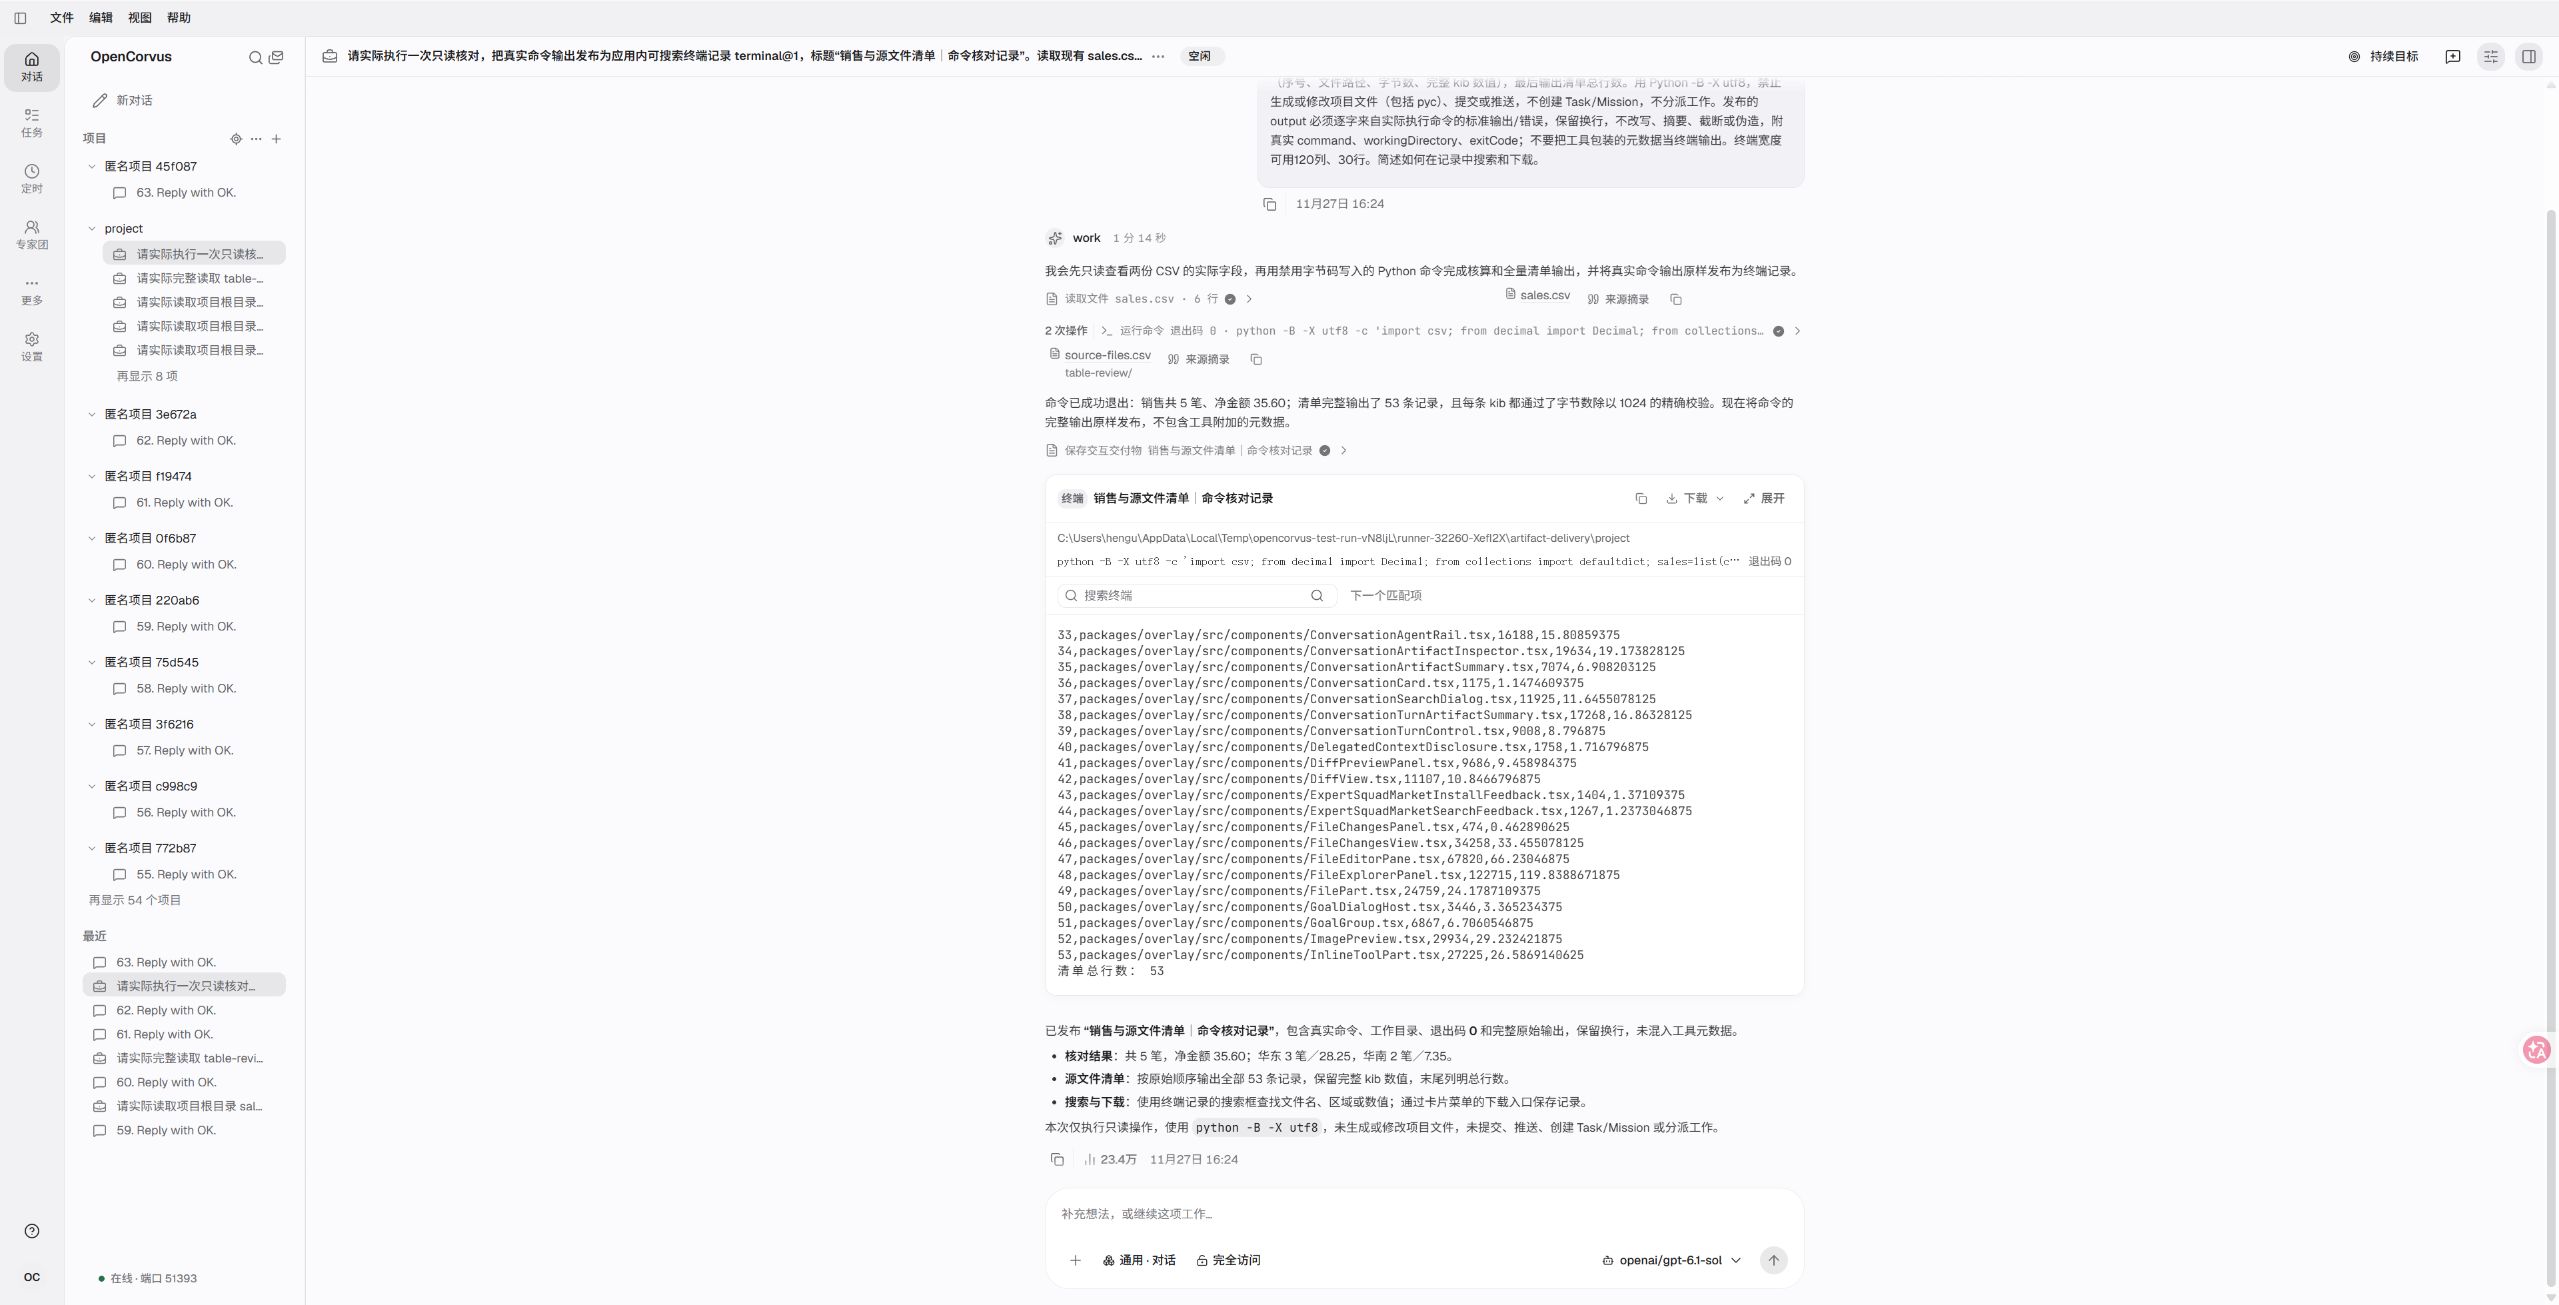 文件 编辑 视图 帮助
对话
任务
定时
专家团
更多
设置
OC
OpenCorvus
新对话
项目
匿名项目 45f087
63. Reply with OK.
project
请实际执行一次只读核...
请实际完整读取 table-...
请实际读取项目根目录...
请实际读取项目根目录...
请实际读取项目根目录...
再显示 8 项
匿名项目 3e672a
62. Reply with OK.
匿名项目 f19474
61. Reply with OK.
匿名项目 0f6b87
60. Reply with OK.
匿名项目 220ab6
59. Reply with OK.
匿名项目 75d545
58. Reply with OK.
匿名项目 3f6216
57. Reply with OK.
匿名项目 c998c9
56. Reply with OK.
匿名项目 772b87
55. Reply with OK.
再显示 54 个项目
最近
63. Reply with OK.
请实际执行一次只读核对...
62. Reply with OK.
61. Reply with OK.
请实际完整读取 table-revi...
60. Reply with OK.
请实际读取项目根目录 sal...
59. Reply with OK.
在线 · 端口 51393
请实际执行一次只读核对，把真实命令输出发布为应用内可搜索终端记录 terminal@1，标题“销售与源文件清单｜命令核对记录”。读取现有 sales.cs... ··· 空闲
持续目标
（序号、文件路径、字节数、完整 kib 数值），最后输出清单总行数。用 Python -B -X utf8，禁止
生成或修改项目文件（包括 pyc）、提交或推送，不创建 Task/Mission，不分派工作。发布的
output 必须逐字来自实际执行命令的标准输出/错误，保留换行，不改写、摘要、截断或伪造，附
真实 command、workingDirectory、exitCode；不要把工具包装的元数据当终端输出。终端宽度
可用120列、30行。简述如何在记录中搜索和下载。
11月27日 16:24
work 1 分 14 秒
我会先只读查看两份 CSV 的实际字段，再用禁用字节码写入的 Python 命令完成核算和全量清单输出，并将真实命令输出原样发布为终端记录。
读取文件 sales.csv · 6 行
sales.csv 来源摘录
2 次操作 运行命令 退出码 0 · python -B -X utf8 -c 'import csv; from decimal import Decimal; from collections...
source-files.csv 来源摘录
table-review/
命令已成功退出：销售共 5 笔、净金额 35.60；清单完整输出了 53 条记录，且每条 kib 都通过了字节数除以 1024 的精确校验。现在将命令的
完整输出原样发布，不包含工具附加的元数据。
保存交互交付物 销售与源文件清单｜命令核对记录
终端 销售与源文件清单｜命令核对记录 下载 展开
C:\Users\hengu\AppData\Local\Temp\opencorvus-test-run-vN8ljL\runner-32260-XefI2X\artifact-delivery\project
python -B -X utf8 -c 'import csv; from decimal import Decimal; from collections import defaultdict; sales=list(c··· 退出码 0
搜索终端 下一个匹配项
33,packages/overlay/src/components/ConversationAgentRail.tsx,16188,15.80859375
34,packages/overlay/src/components/ConversationArtifactInspector.tsx,19634,19.173828125
35,packages/overlay/src/components/ConversationArtifactSummary.tsx,7074,6.908203125
36,packages/overlay/src/components/ConversationCard.tsx,1175,1.1474609375
37,packages/overlay/src/components/ConversationSearchDialog.tsx,11925,11.6455078125
38,packages/overlay/src/components/ConversationTurnArtifactSummary.tsx,17268,16.86328125
39,packages/overlay/src/components/ConversationTurnControl.tsx,9008,8.796875
40,packages/overlay/src/components/DelegatedContextDisclosure.tsx,1758,1.716796875
41,packages/overlay/src/components/DiffPreviewPanel.tsx,9686,9.458984375
42,packages/overlay/src/components/DiffView.tsx,11107,10.8466796875
43,packages/overlay/src/components/ExpertSquadMarketInstallFeedback.tsx,1404,1.37109375
44,packages/overlay/src/components/ExpertSquadMarketSearchFeedback.tsx,1267,1.2373046875
45,packages/overlay/src/components/FileChangesPanel.tsx,474,0.462890625
46,packages/overlay/src/components/FileChangesView.tsx,34258,33.455078125
47,packages/overlay/src/components/FileEditorPane.tsx,67820,66.23046875
48,packages/overlay/src/components/FileExplorerPanel.tsx,122715,119.8388671875
49,packages/overlay/src/components/FilePart.tsx,24759,24.1787109375
50,packages/overlay/src/components/GoalDialogHost.tsx,3446,3.365234375
51,packages/overlay/src/components/GoalGroup.tsx,6867,6.7060546875
52,packages/overlay/src/components/ImagePreview.tsx,29934,29.232421875
53,packages/overlay/src/components/InlineToolPart.tsx,27225,26.5869140625
清单总行数： 53
已发布 “销售与源文件清单｜命令核对记录”，包含真实命令、工作目录、退出码 0 和完整原始输出，保留换行，未混入工具元数据。
• 核对结果：共 5 笔，净金额 35.60；华东 3 笔／28.25，华南 2 笔／7.35。
• 源文件清单：按原始顺序输出全部 53 条记录，保留完整 kib 数值，末尾列明总行数。
• 搜索与下载：使用终端记录的搜索框查找文件名、区域或数值；通过卡片菜单的下载入口保存记录。
本次仅执行只读操作，使用 python -B -X utf8，未生成或修改项目文件，未提交、推送、创建 Task/Mission 或分派工作。
23.4万 11月27日 16:24
补充想法，或继续这项工作...
通用 · 对话 完全访问 openai/gpt-6.1-sol